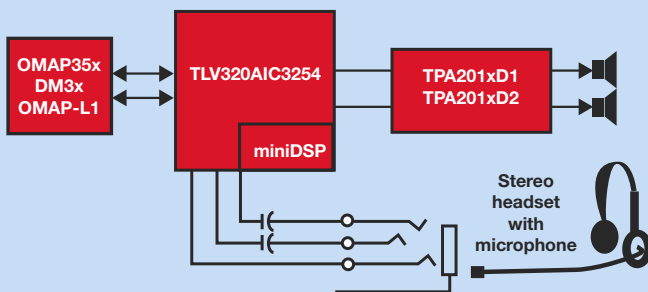 OMAP35x
DM3x
OMAP-L1
TLV320AIC3254
miniDSP
TPA201xD1
TPA201xD2
Stereo
headset
with
microphone